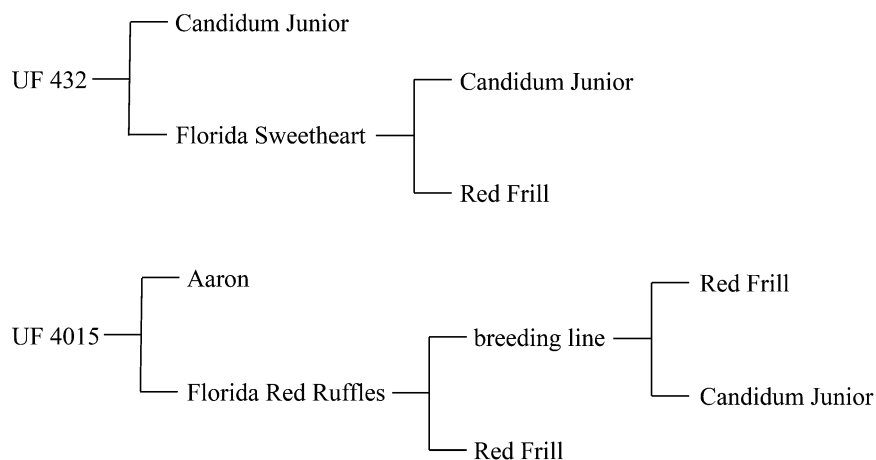 Candidum Junior
UF 432
Candidum Junior
Florida Sweetheart
Red Frill
Aaron
Red Frill
UF 4015
breeding line
Florida Red Ruffles
Candidum Junior
Red Frill